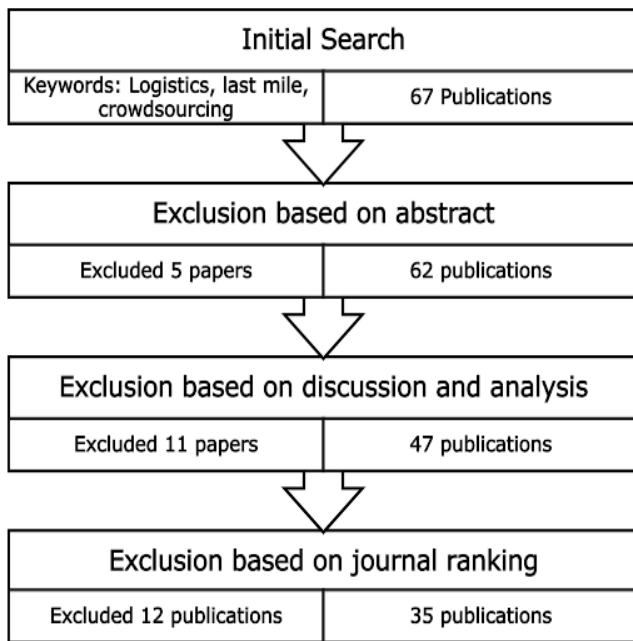 Initial Search
Keywords: Logistics, last mile,
crowdsourcing
67 Publications
Exclusion based on abstract
Excluded 5 papers
62 publications
Exclusion based on discussion and analysis
Excluded 11 papers
47 publications
Exclusion based on journal ranking
Excluded 12 publications
35 publications